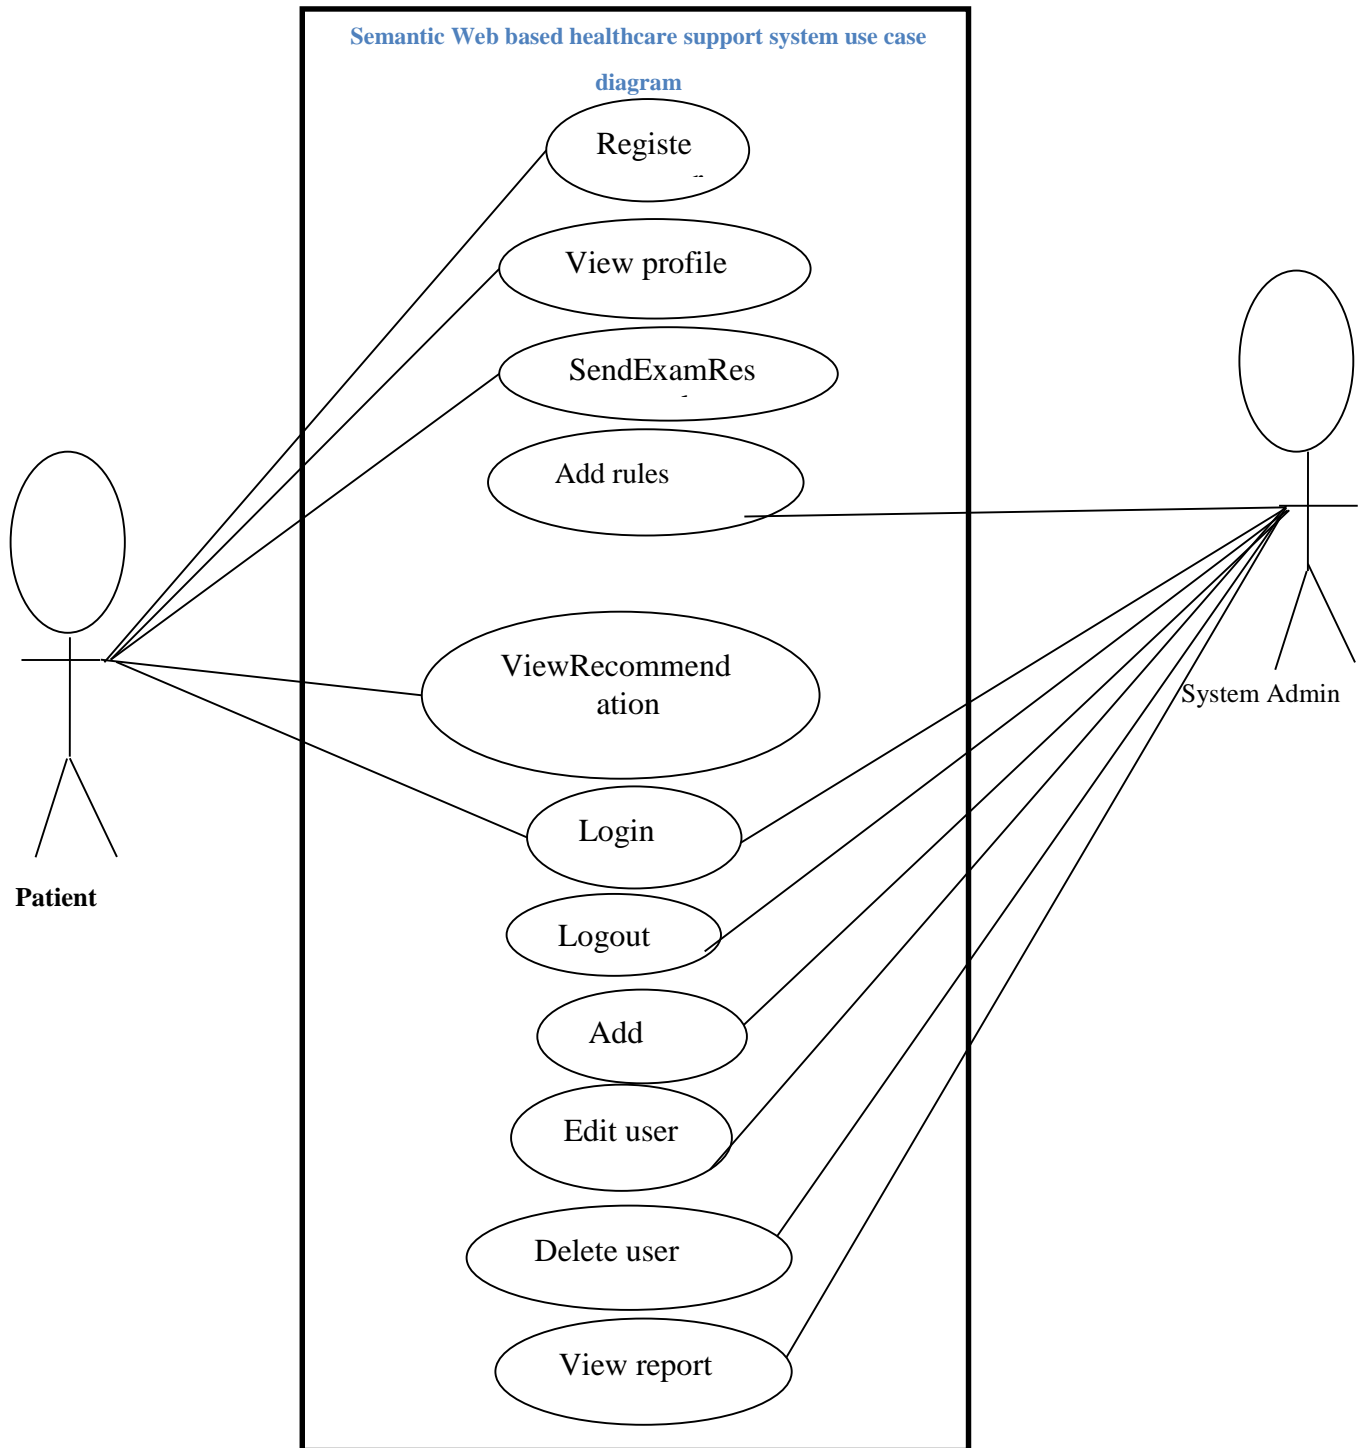 Semantic Web based healthcare support system use case
diagram
Registe
View profile
SendExamRes
Add rules
ViewRecommend
ation
System Admin
Login
Patient
Logout
Add
Edit user
Delete user
View report